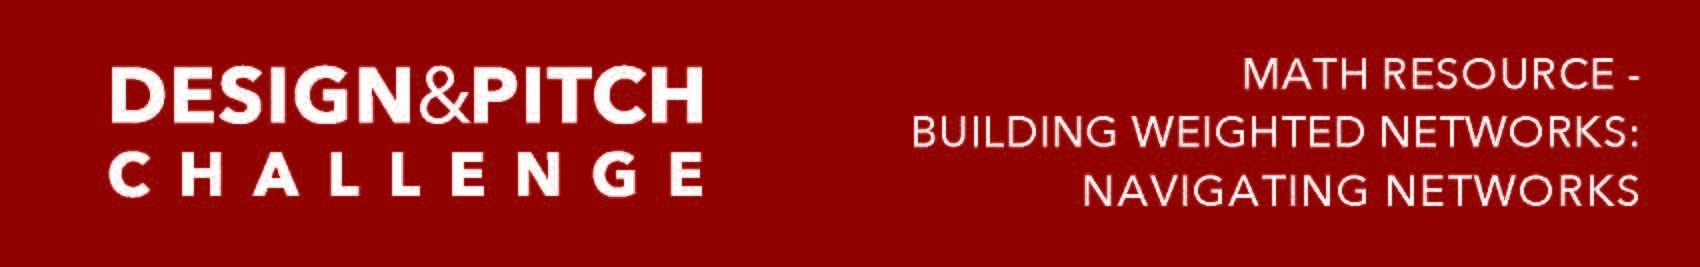 DESIGN&PITCH
CHALLENGE
MATH RESOURCE -
BUILDING WEIGHTED NETWORKS:
NAVIGATING NETWORKS